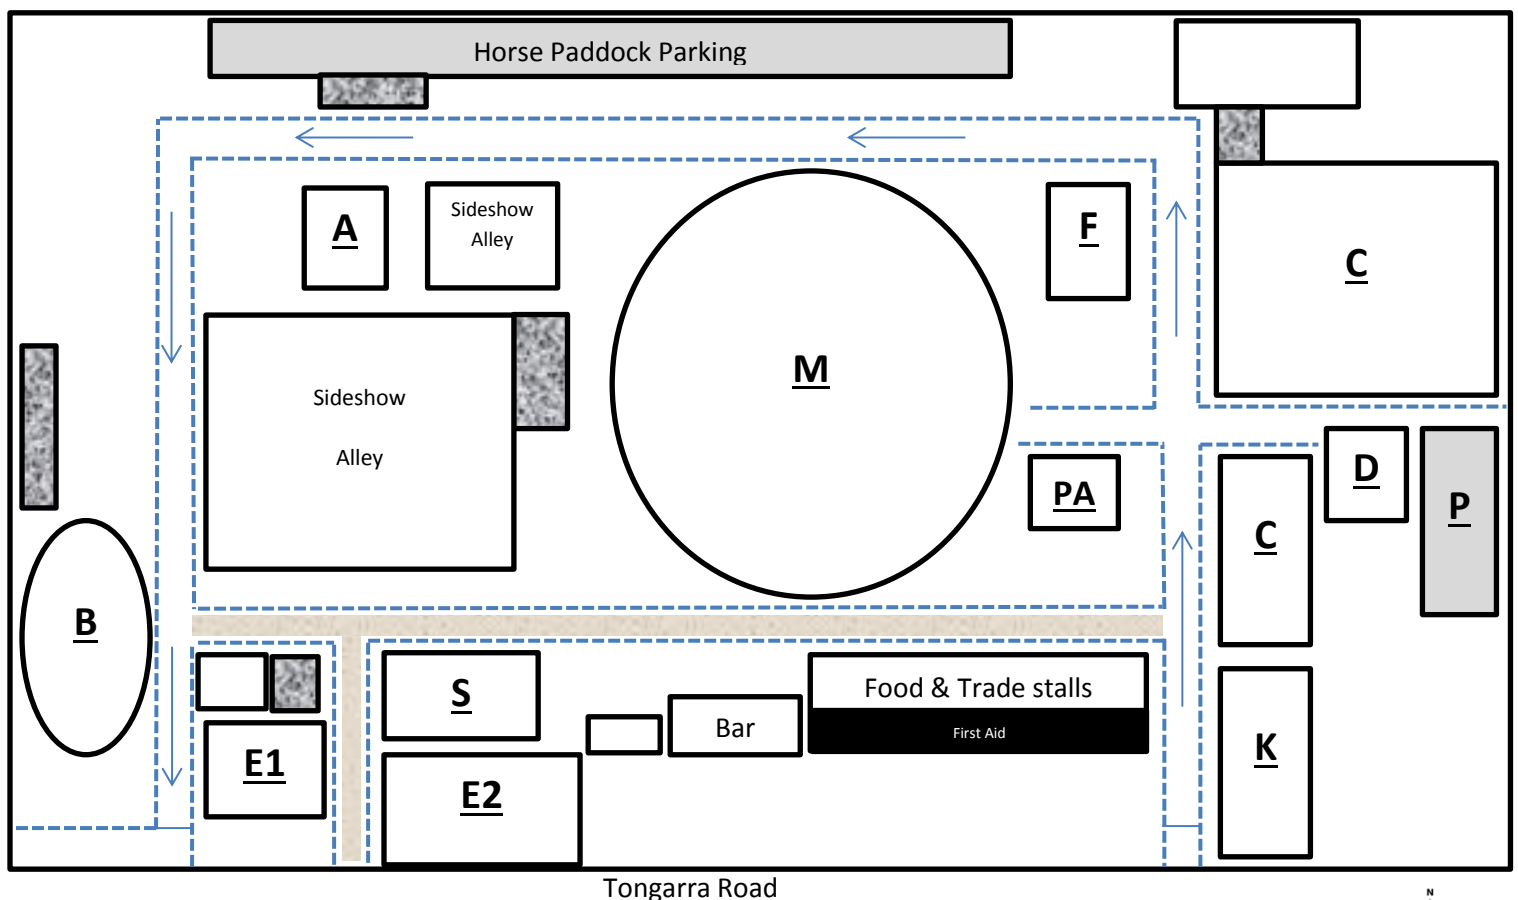 Horse Paddock Parking
A
Sideshow
Alley
F
C
M
Sideshow
Alley
PA
D
P
C
B
S
Food & Trade stalls
Bar
First Aid
E1
E2
K
Tongarra Road
N